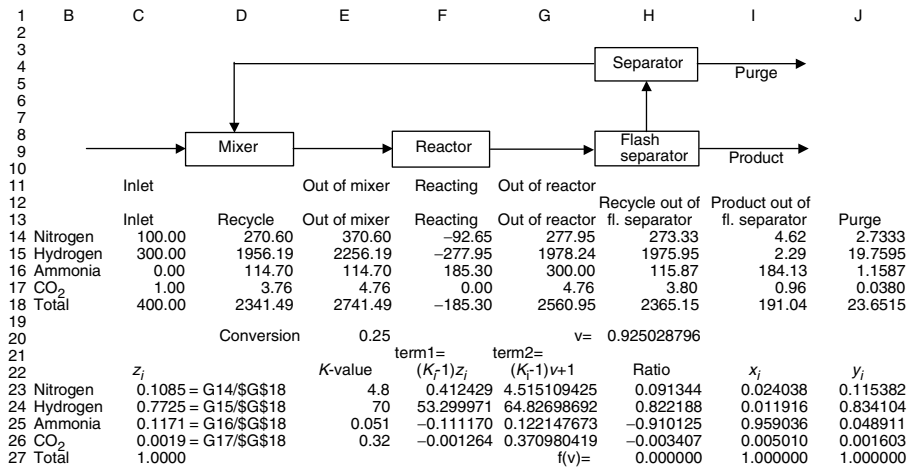 1 B C D E F G H I J
2
3
4 Separator
5 Purge
6
7
8 Mixer Reactor Flash
9 separator
10 Product
11 Inlet Out of mixer Reacting Out of reactor
12 Recycle out of Product out of
13 Inlet Recycle Out of mixer Reacting Out of reactor fl. separator fl. separator Purge
14 Nitrogen 100.00 270.60 370.60 −92.65 277.95 273.33 4.62 2.7333
15 Hydrogen 300.00 1956.19 2256.19 −277.95 1978.24 1975.95 2.29 19.7595
16 Ammonia 0.00 114.70 114.70 185.30 300.00 115.87 184.13 1.1587
17 CO2 1.00 3.76 4.76 0.00 4.76 3.80 0.96 0.0380
18 Total 400.00 2341.49 2741.49 −185.30 2560.95 2365.15 191.04 23.6515
19
20 Conversion 0.25 v= 0.925028796
21 term1= term2=
22 zi K-value (Ki-1)zi (Ki-1)v+1 Ratio xi yi
23 Nitrogen 0.1085 = G14/$G$18 4.8 0.412429 4.515109425 0.091344 0.024038 0.115382
24 Hydrogen 0.7725 = G15/$G$18 70 53.299971 64.82698692 0.822188 0.011916 0.834104
25 Ammonia 0.1171 = G16/$G$18 0.051 −0.111170 0.122147673 −0.910125 0.959036 0.048911
26 CO2 0.0019 = G17/$G$18 0.32 −0.001264 0.370980419 −0.003407 0.005010 0.001603
27 Total 1.0000 f(v)= 0.000000 1.000000 1.000000